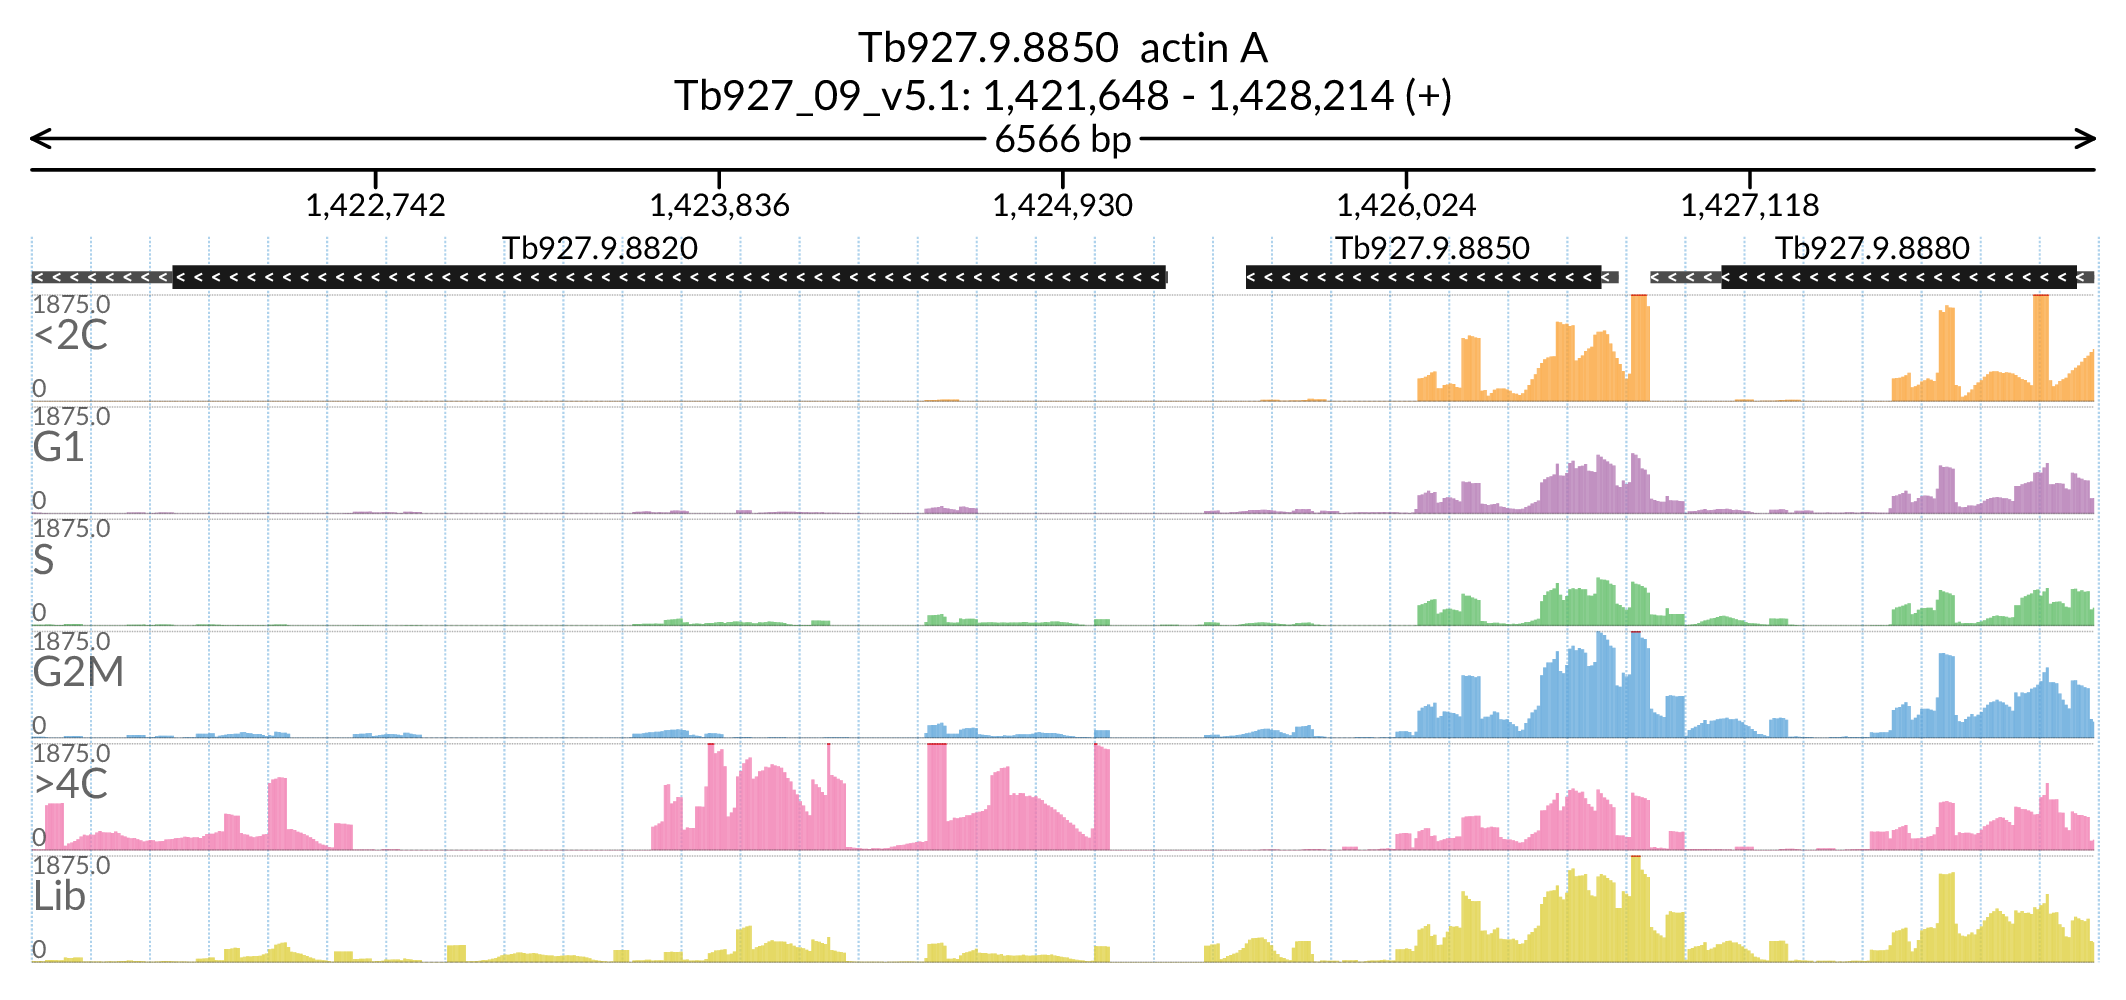 Tb927.9.8850 actin A
Tb927_09_v5.1: 1,421,648 - 1,428,214 (+)
6566 bp
1,422,742 1,423,836 1,424,930 1,426,024 1,427,118
Tb927.9.8820 Tb927.9.8850 Tb927.9.8880
1875.0
<2C
0
1875.0
G1
0
1875.0
S
0
1875.0
G2M
0
1875.0
>4C
0
1875.0
Lib
0